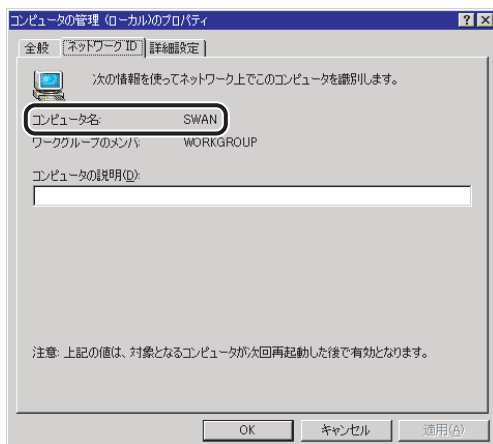 コンピュータの管理 (ローカル)のプロパティ
全般 ネットワーク ID 詳細設定
次の情報を使ってネットワーク上でこのコンピュータを識別します。
コンピュータ名: SWAN
ワークグループのメンバ: WORKGROUP
コンピュータの説明(D):
注意: 上記の値は、対象となるコンピュータが次回再起動した後で有効となります。
OK キャンセル 適用(A)